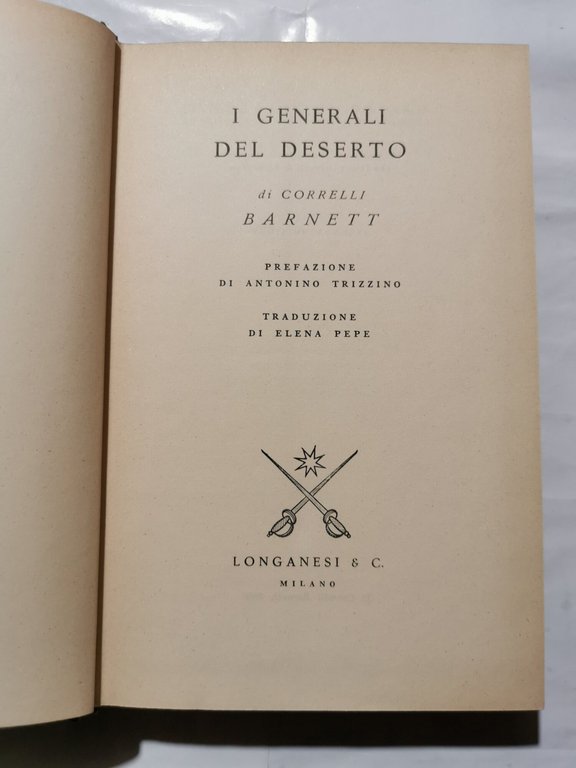 I GENERALI
DEL DESERTO
di CORRELLI
BARNETT
PREFAZIONE
DI ANTONINO TRIZZINO
TRADUZIONE
DI ELENA PEPE
LONGANESI & C.
MILANO